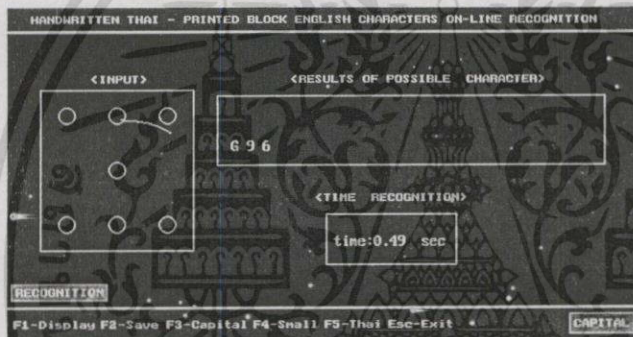 HANDWRITTEN THAI - PRINTED BLOCK ENGLISH CHARACTERS ON-LINE RECOGNITION
<INPUT>
<RESULTS OF POSSIBLE CHARACTER>
G 9 6
<TIME RECOGNITION>
time:0.49 sec
RECOGNITION
F1-Display F2-Save F3-Capital F4-Small F5-Thai Esc-Exit
CAPITAL